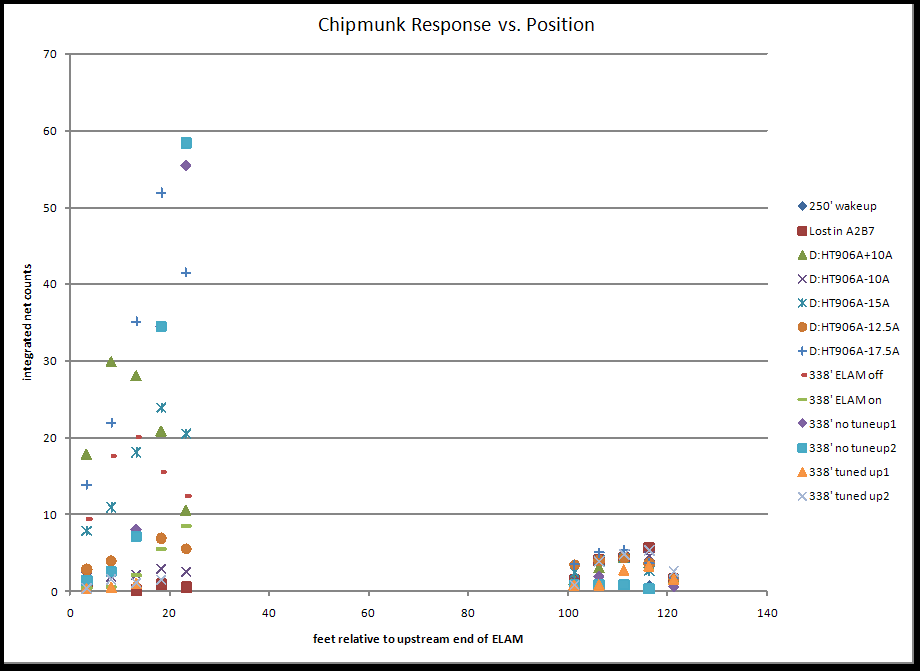 Chipmunk Response vs. Position
70
60
50
40
30
20
10
0
integrated net counts
0 20 40 60 80 100 120 140
feet relative to upstream end of ELAM
250' wakeup
Lost in A2B7
D:HT906A+10A
D:HT906A-10A
D:HT906A-15A
D:HT906A-12.5A
D:HT906A-17.5A
338' ELAM off
338' ELAM on
338' no tuneup1
338' no tuneup2
338' tuned up1
338' tuned up2